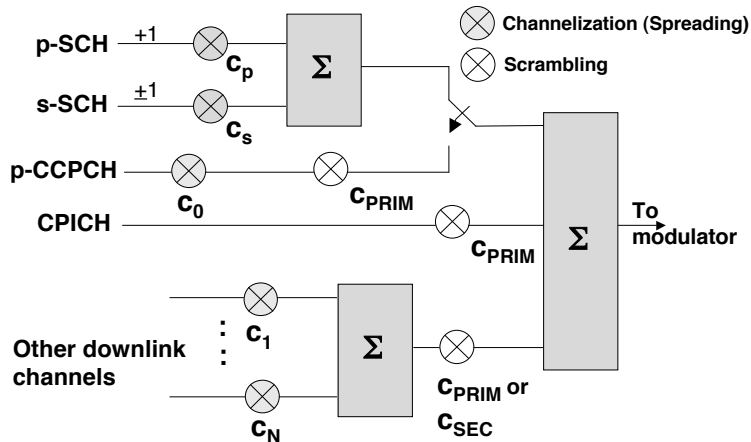 p-SCH
+1
c_p
Σ
Channelization (Spreading)
Scrambling
s-SCH
±1
c_s
p-CCPCH
c_0
c_PRIM
CPICH
c_PRIM
Σ
To
modulator
Other downlink
channels
c_1
:
:
c_N
Σ
c_PRIM or
c_SEC